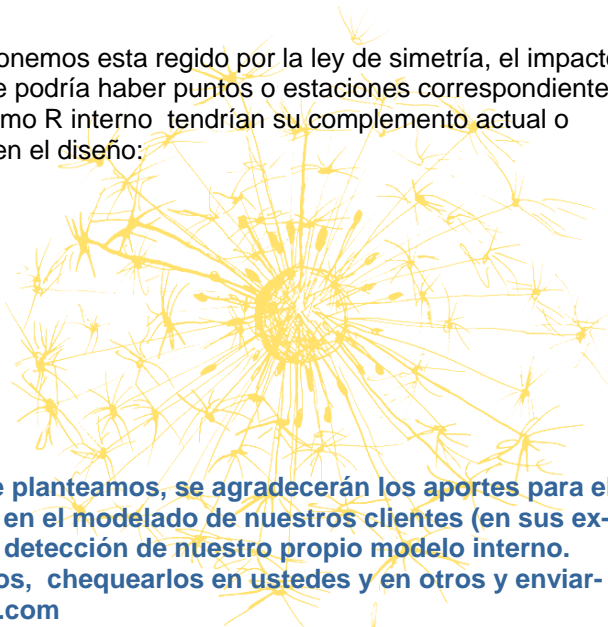 onemos esta regido por la ley de simetría, el impacto
e podría haber puntos o estaciones correspondiente
mo R interno tendrían su complemento actual o
en el diseño:
e planteamos, se agradecerán los aportes para el
en el modelado de nuestros clientes (en sus ex-
detección de nuestro propio modelo interno.
os, chequearlos en ustedes y en otros y enviar-
.com